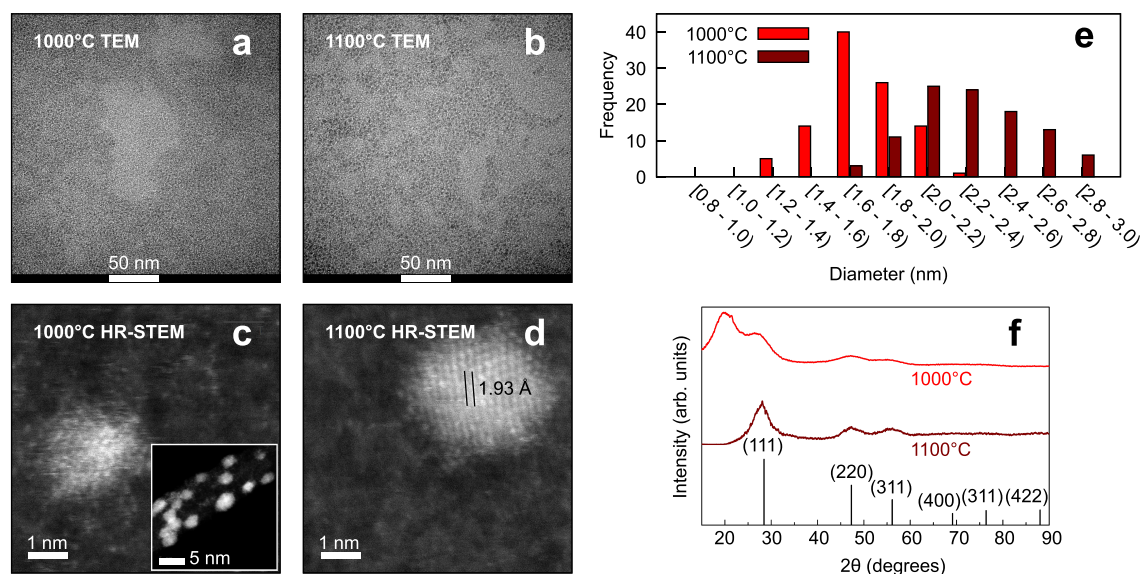 1000°C TEM
a
50 nm
1100°C TEM
b
50 nm
e
1000°C
1100°C
Frequency
40
30
20
10
0
[0.8 - 1.0)
[1.0 - 1.2)
[1.2 - 1.4)
[1.4 - 1.6)
[1.6 - 1.8)
[1.8 - 2.0)
[2.0 - 2.2)
[2.2 - 2.4)
[2.4 - 2.6)
[2.6 - 2.8)
[2.8 - 3.0)
Diameter (nm)
1000°C HR-STEM
c
1 nm
5 nm
1100°C HR-STEM
d
1.93 Å
1 nm
f
Intensity (arb. units)
1000°C
1100°C
(111)
(220)
(311)
(400)
(311)
(422)
20 30 40 50 60 70 80 90
2θ (degrees)